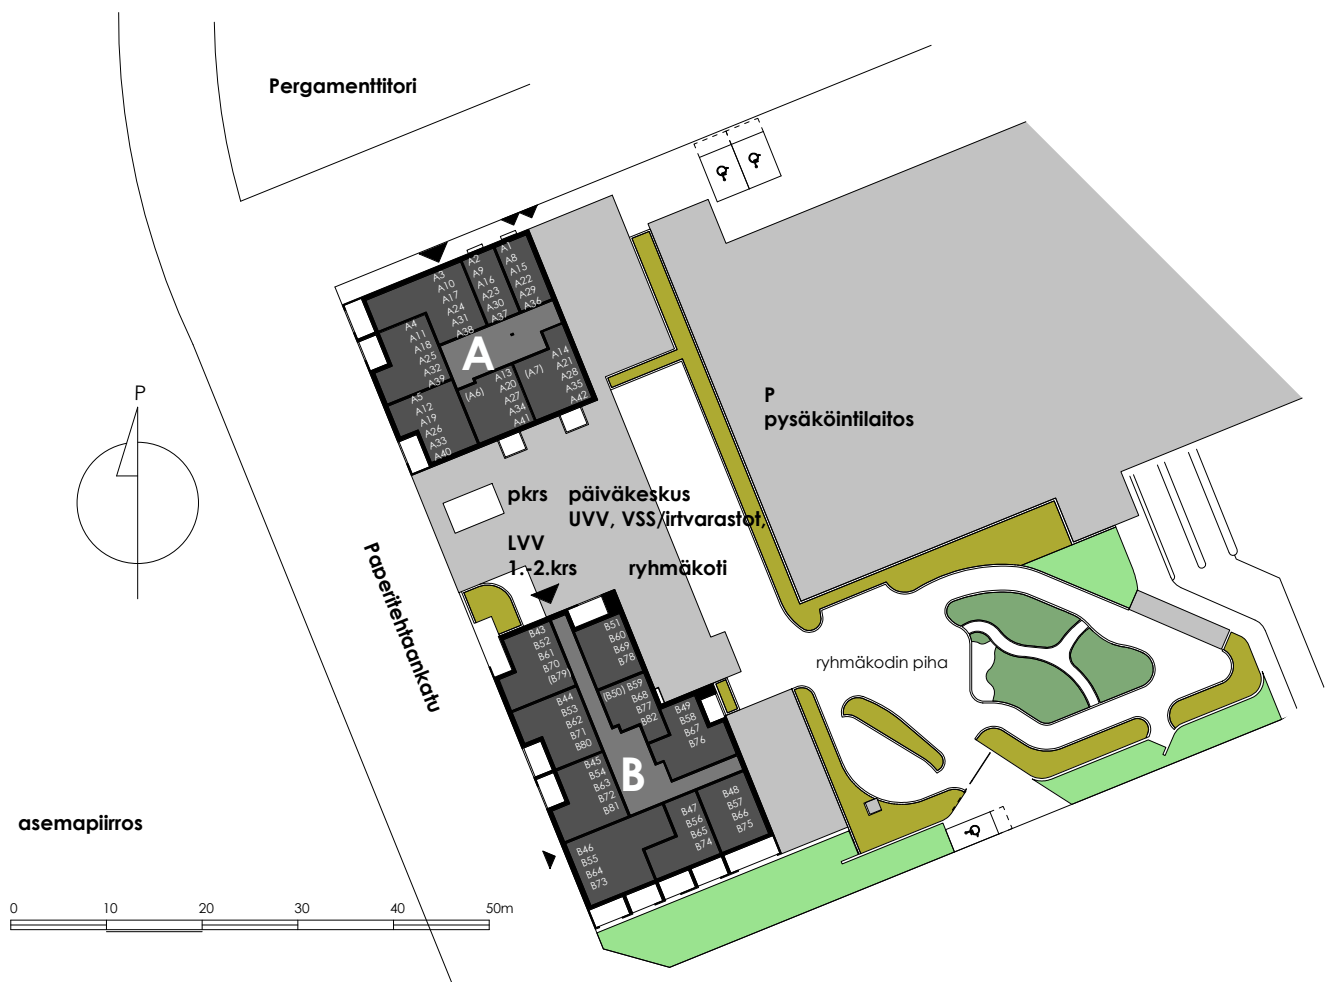 Pergamenttitori
A1
A8
A15
A22
A29
A36
A2
A9
A16
A23
A30
A37
A3
A10
A17
A24
A31
A38
A4
A11
A18
A25
A32
A39
A
A5
A12
A19
A26
A33
A40
(A6)
A13
A20
A27
A34
A41
(A7)
A14
A21
A28
A35
A42
P
P
pysäköintilaitos
pkrs päiväkeskus
UVV, VSS/irtvarastot,
LVV
1.-2.krs ryhmäkoti
Paperitehtaankatu
ryhmäkodin piha
B43
B52
B61
B70
(B79)
B51
B60
B69
B78
B44
B53
B62
B71
B80
(B50) B59
B68
B77
B82
B49
B58
B67
B76
B45
B54
B63
B72
B81
B
B46
B55
B64
B73
B47
B56
B65
B74
B48
B57
B66
B75
asemapiirros
0 10 20 30 40 50m